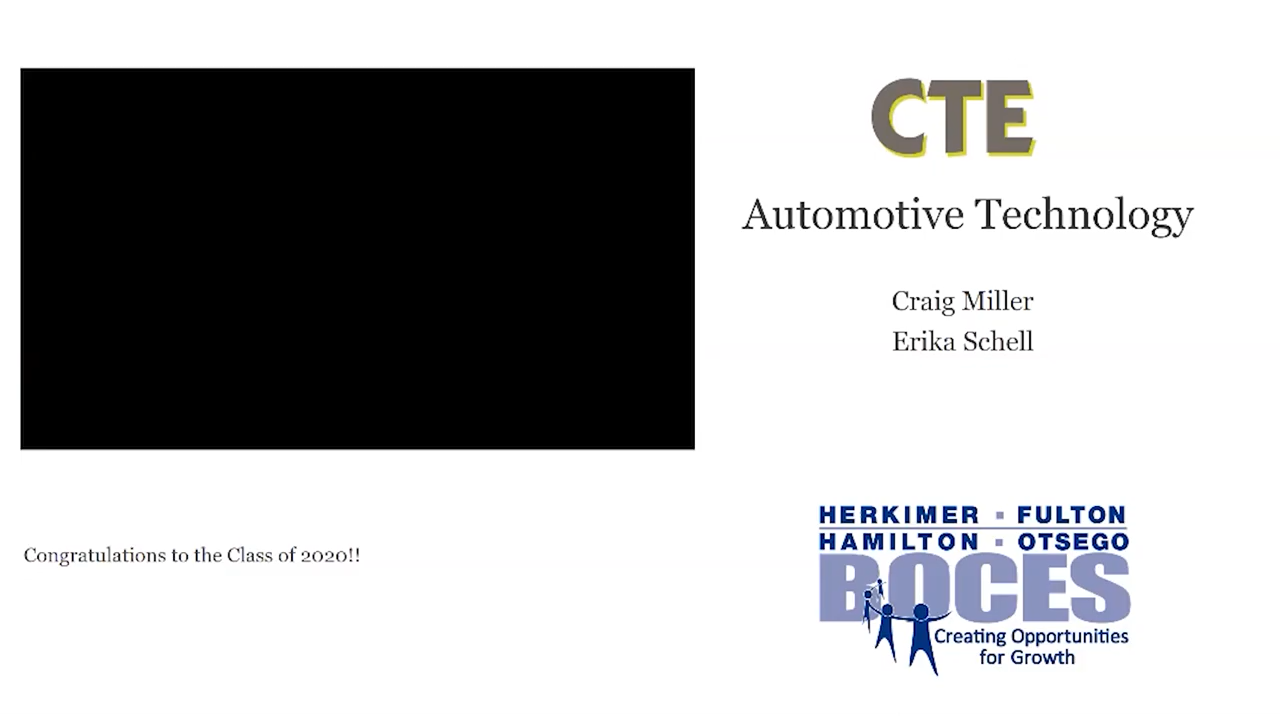 CTE
Automotive Technology
Craig Miller
Erika Schell
Congratulations to the Class of 2020!!
HERKIMER ▪ FULTON
HAMILTON ▪ OTSEGO
BOCES
Creating Opportunities
for Growth